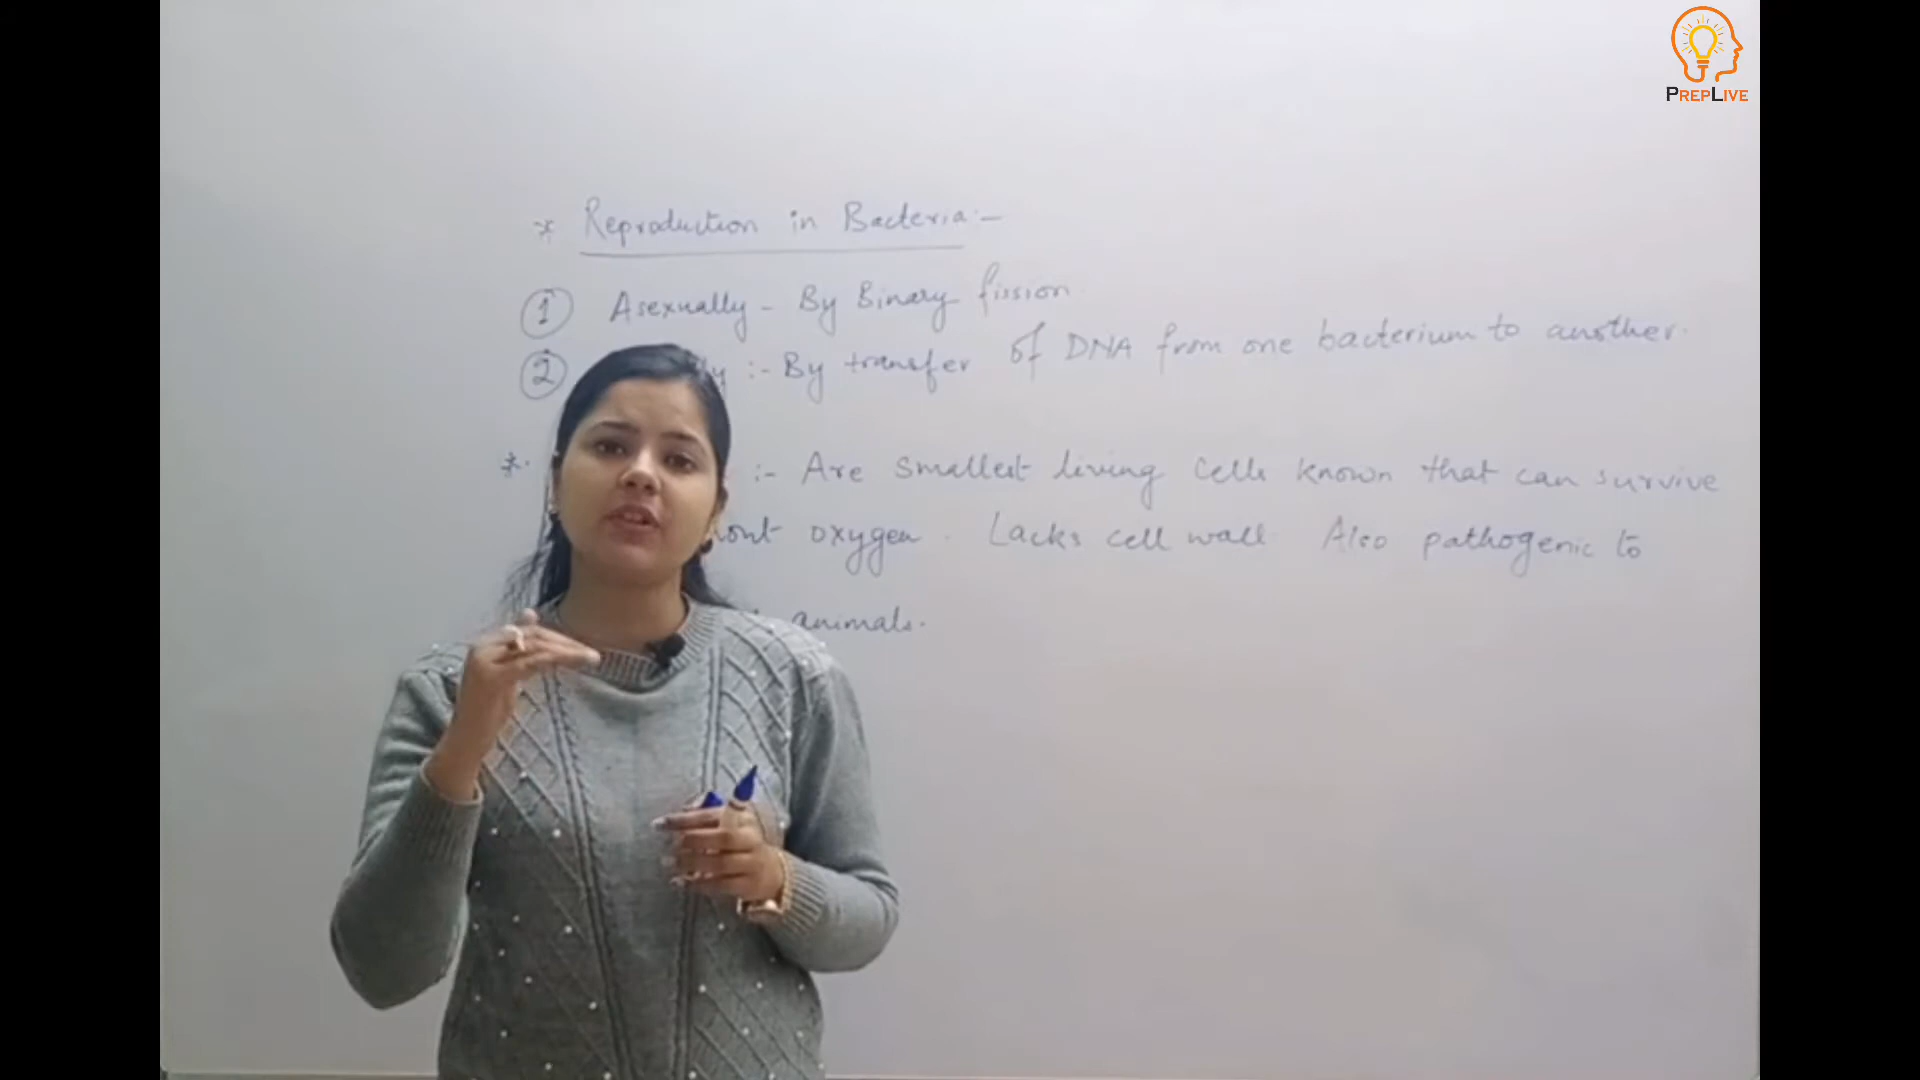 PREPLIVE
* Reproduction in Bacteria:-
1 Asexually - By Binary fission
2 :- By transfer of DNA from one bacterium to another.
* :- Are smallest living cells known that can survive
oxygen. Lacks cell wall. Also pathogenic to
animals.